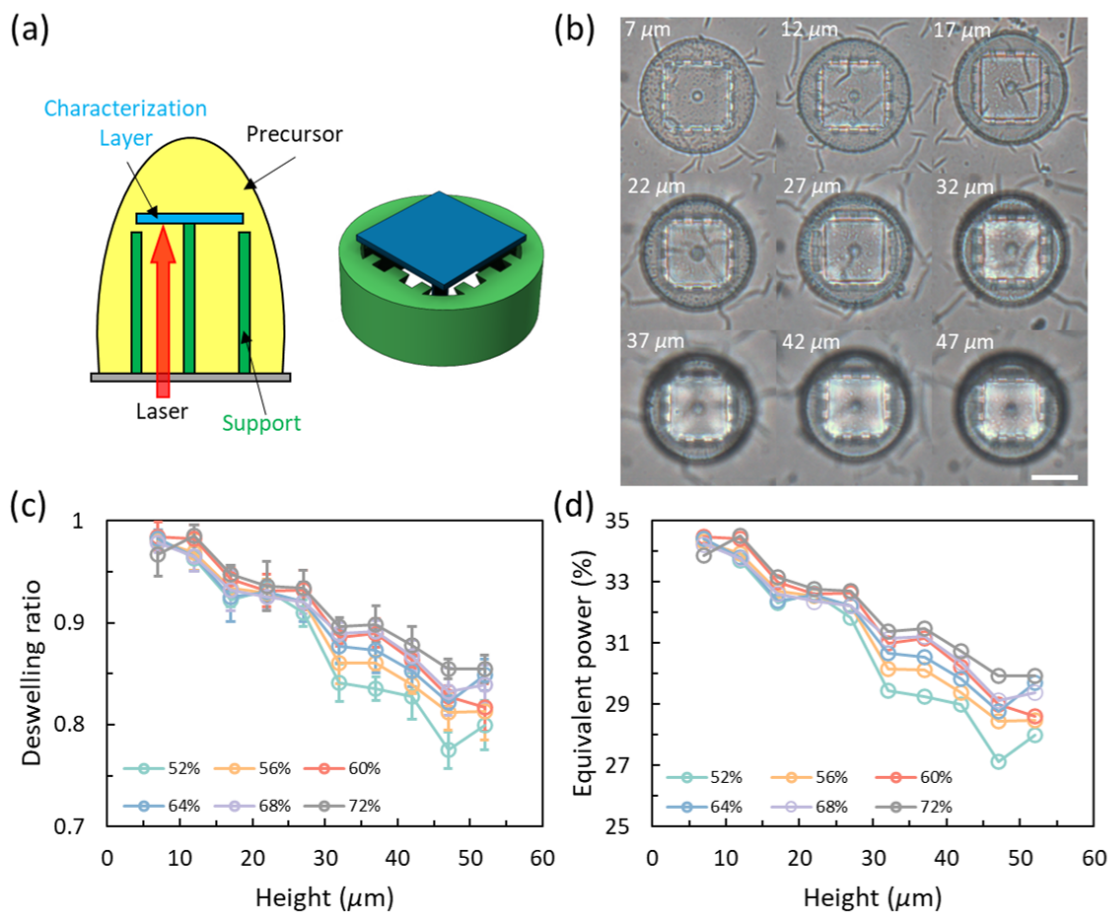 (a)
Characterization
Layer
Precursor
Laser
Support
(b)
7 µm
12 µm
17 µm
22 µm
27 µm
32 µm
37 µm
42 µm
47 µm
(c)
Deswelling ratio
1
0.9
0.8
0.7
52%
56%
60%
64%
68%
72%
0
10
20
30
40
50
60
Height (µm)
(d)
Equivalent power (%)
35
33
31
29
27
25
52%
56%
60%
64%
68%
72%
0
10
20
30
40
50
60
Height (µm)